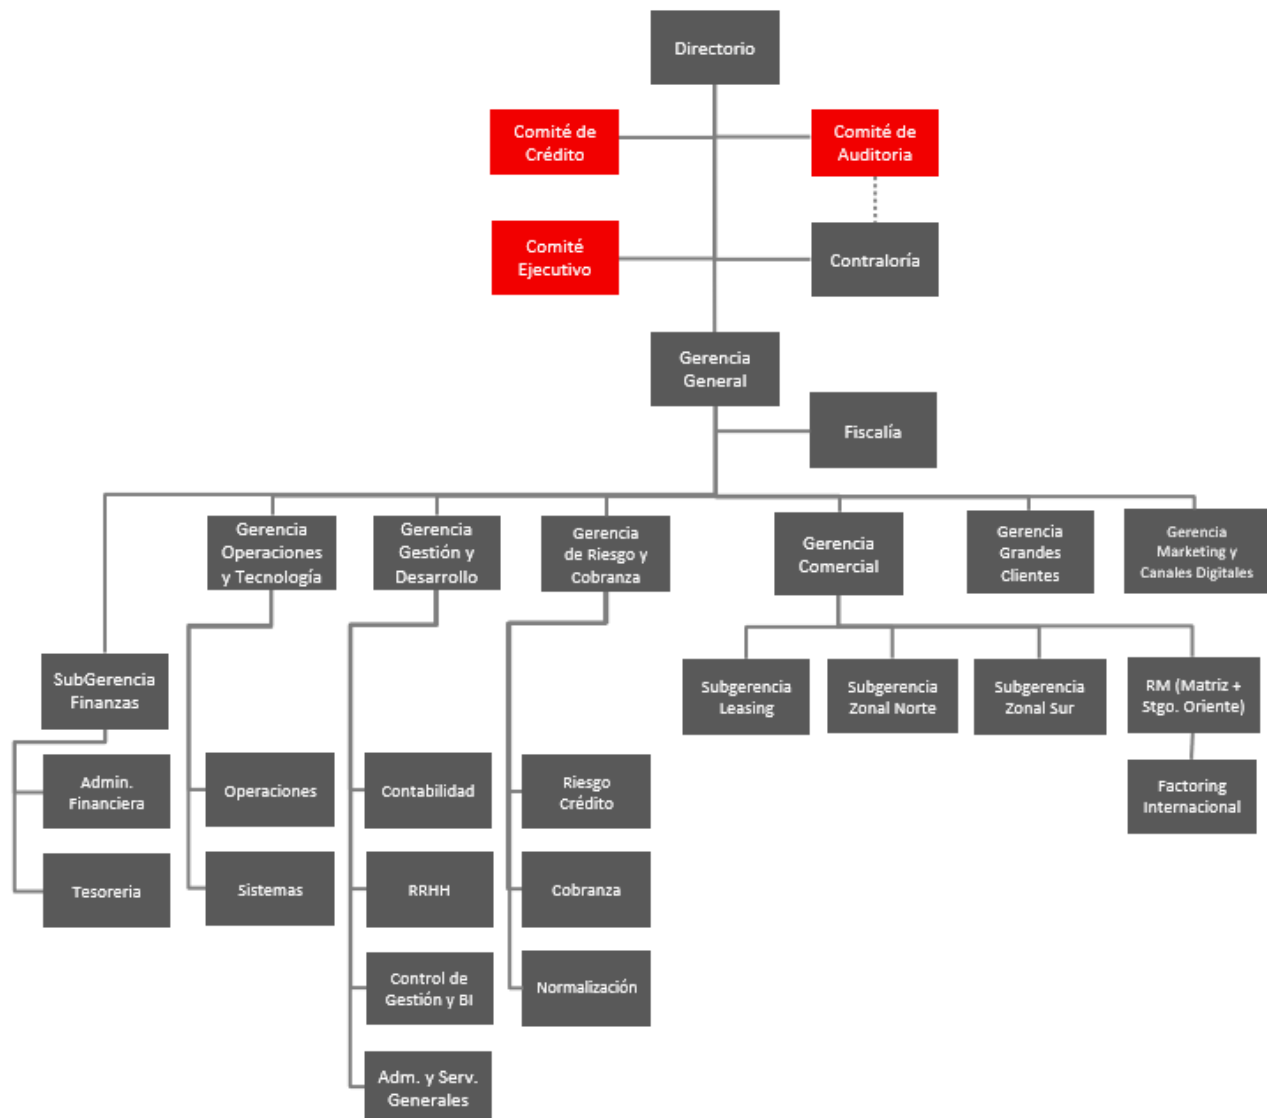 Directorio
Comité de
Crédito
Comité de
Auditoria
Comité
Ejecutivo
Contraloría
Gerencia
General
Fiscalía
Gerencia
Operaciones
y Tecnología
Gerencia
Gestión y
Desarrollo
Gerencia
de Riesgo y
Cobranza
Gerencia
Comercial
Gerencia
Grandes
Clientes
Gerencia
Marketing y
Canales Digitales
SubGerencia
Finanzas
Subgerencia
Leasing
Subgerencia
Zonal Norte
Subgerencia
Zonal Sur
RM (Matriz +
Stgo. Oriente)
Admin.
Financiera
Operaciones
Contabilidad
Riesgo
Crédito
Factoring
Internacional
Tesoreria
Sistemas
RRHH
Cobranza
Control de
Gestión y BI
Normalización
Adm. y Serv.
Generales